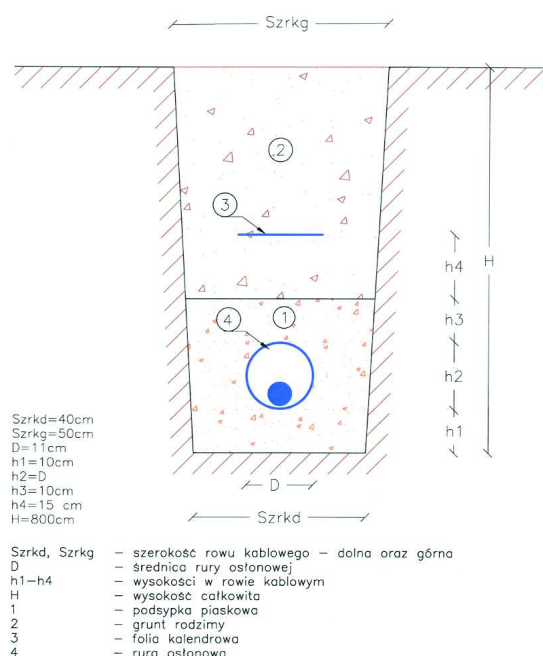 Szrkg
2
3
h4
H
1
4
h3
h2
h1
Szrkd=40cm
Szrkg=50cm
D=11cm
h1=10cm
h2=D
h3=10cm
h4=15 cm
H=800cm
D
Szrkd
Szrkd, Szrkg – szerokość rowu kablowego – dolna oraz górna
D – średnica rury osłonowej
h1–h4 – wysokości w rowie kablowym
H – wysokość całkowita
1 – podsypka piaskowa
2 – grunt rodzimy
3 – folia kalendrowa
4 – rura osłonowa